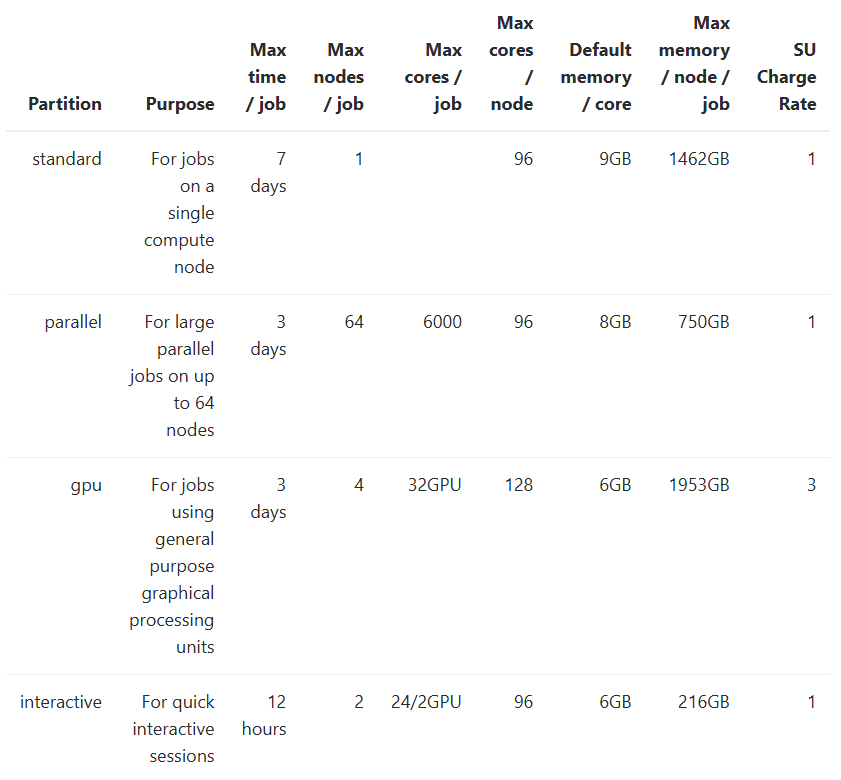 Partition Purpose Max time / job Max nodes / job Max cores / job Max cores / node Default memory / core Max memory / node / job SU Charge Rate
standard For jobs on a single compute node 7 days 1 96 9GB 1462GB 1
parallel For large parallel jobs on up to 64 nodes 3 days 64 6000 96 8GB 750GB 1
gpu For jobs using general purpose graphical processing units 3 days 4 32GPU 128 6GB 1953GB 3
interactive For quick interactive sessions 12 hours 2 24/2GPU 96 6GB 216GB 1